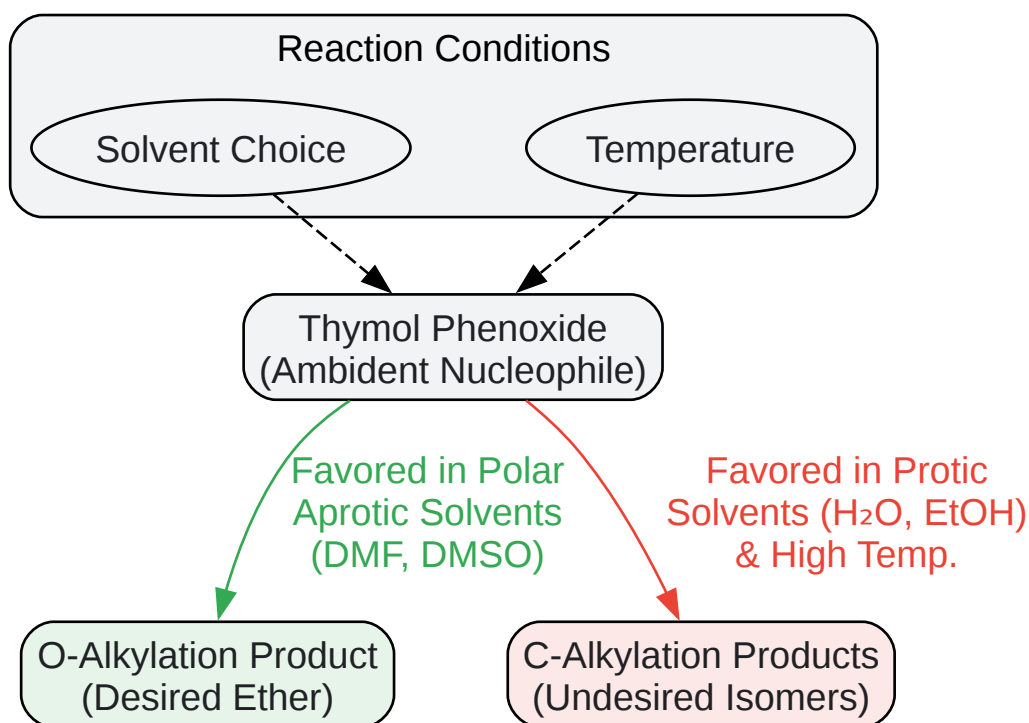 Reaction Conditions
Solvent Choice
Temperature
Thymol Phenoxide
(Ambident Nucleophile)
Favored in Polar
Aprotic Solvents
(DMF, DMSO)
Favored in Protic
Solvents (H₂O, EtOH)
& High Temp.
O-Alkylation Product
(Desired Ether)
C-Alkylation Products
(Undesired Isomers)